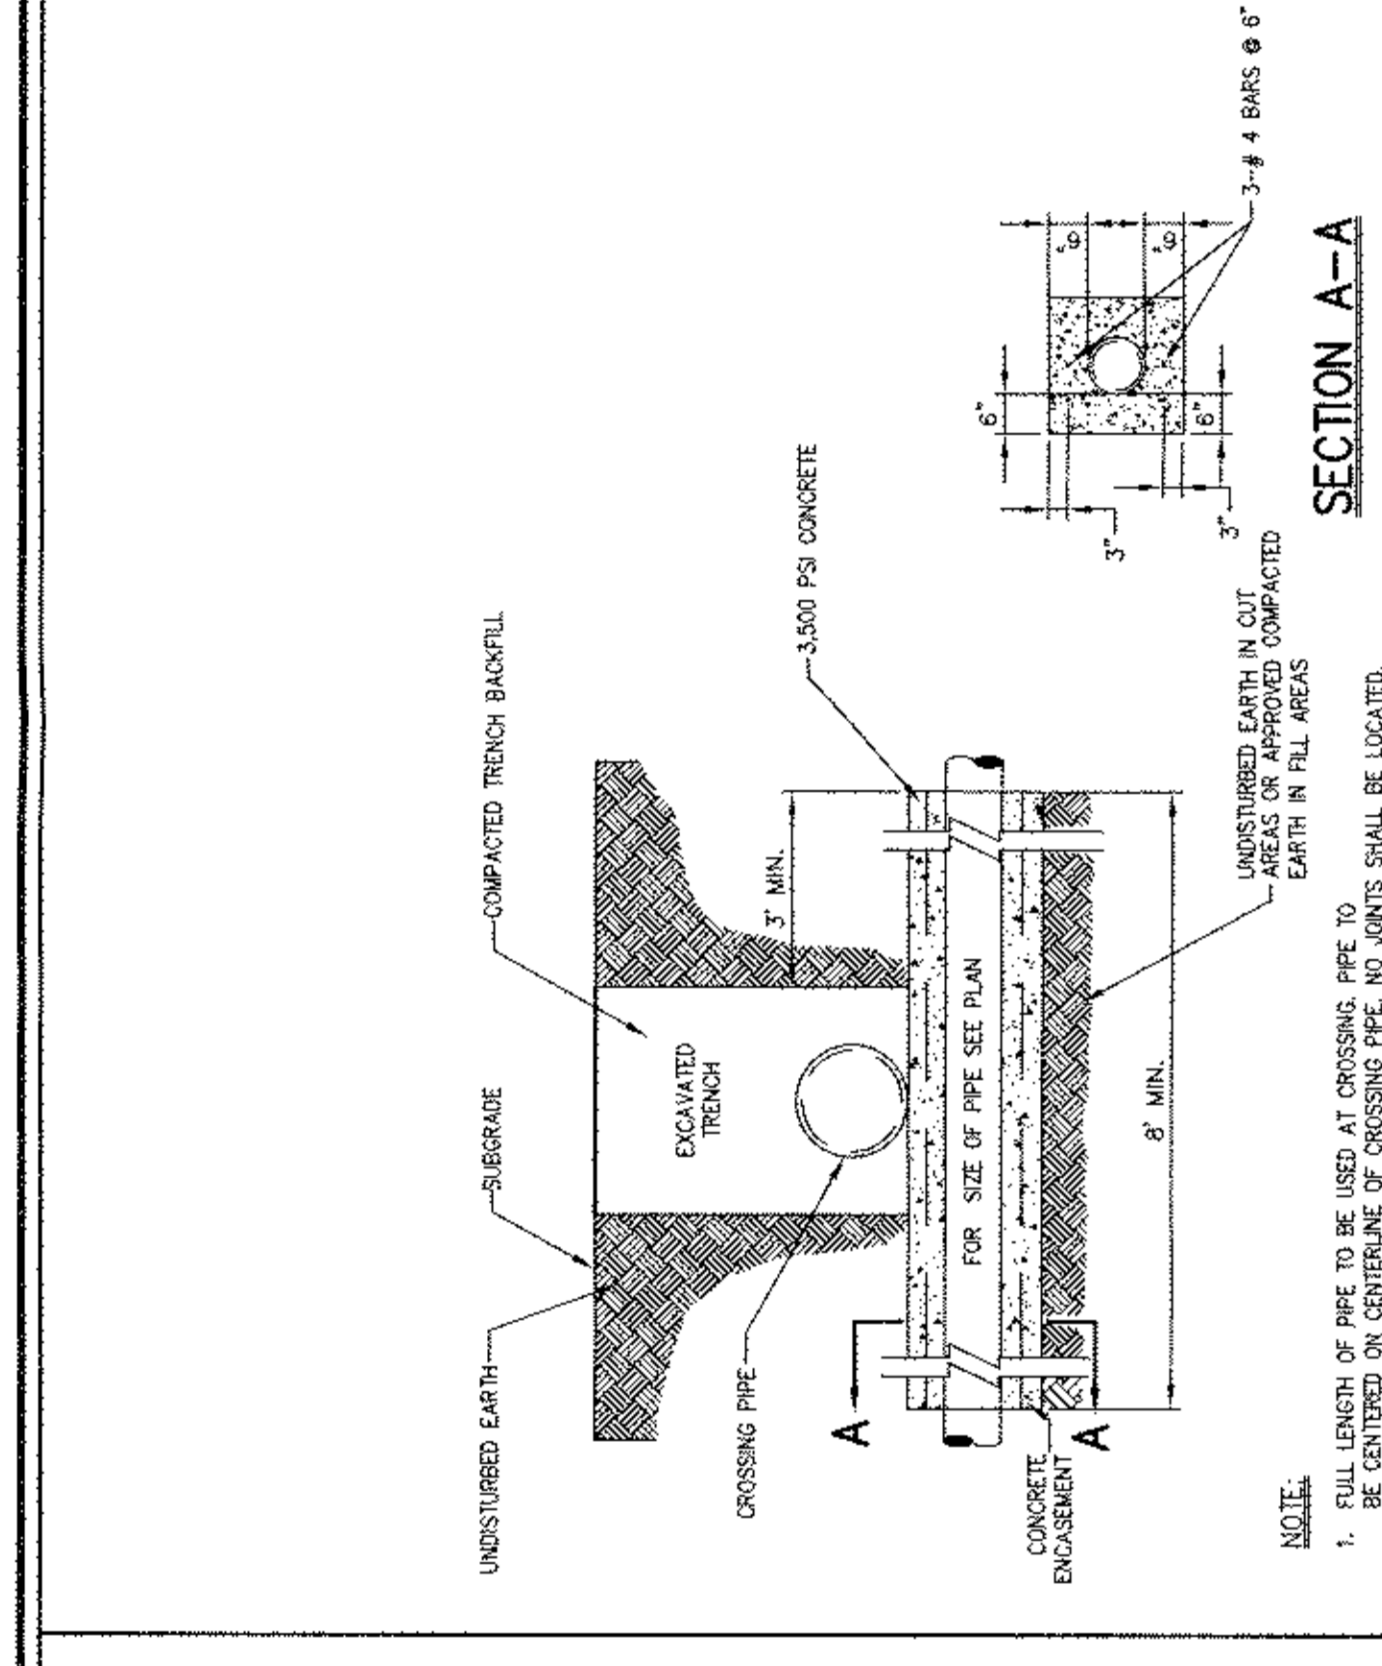 UNDISTURBED EARTH
SUBGRADE
COMPACTED TRENCH BACKFILL
EXCAVATED
TRENCH
CROSSING PIPE
3' MIN.
3,500 PSI CONCRETE
FOR SIZE OF PIPE SEE PLAN
A
A
CONCRETE
ENCASEMENT
8' MIN.
UNDISTURBED EARTH IN CUT
AREAS OR APPROVED COMPACTED
EARTH IN FILL AREAS
6"
6"
6"
6"
3"
3"
3-# 4 BARS @ 6"
SECTION A-A
NOTE:
1. FULL LENGTH OF PIPE TO BE USED AT CROSSING. PIPE TO
BE CENTERED ON CENTERLINE OF CROSSING PIPE. NO JOINTS SHALL BE LOCATED